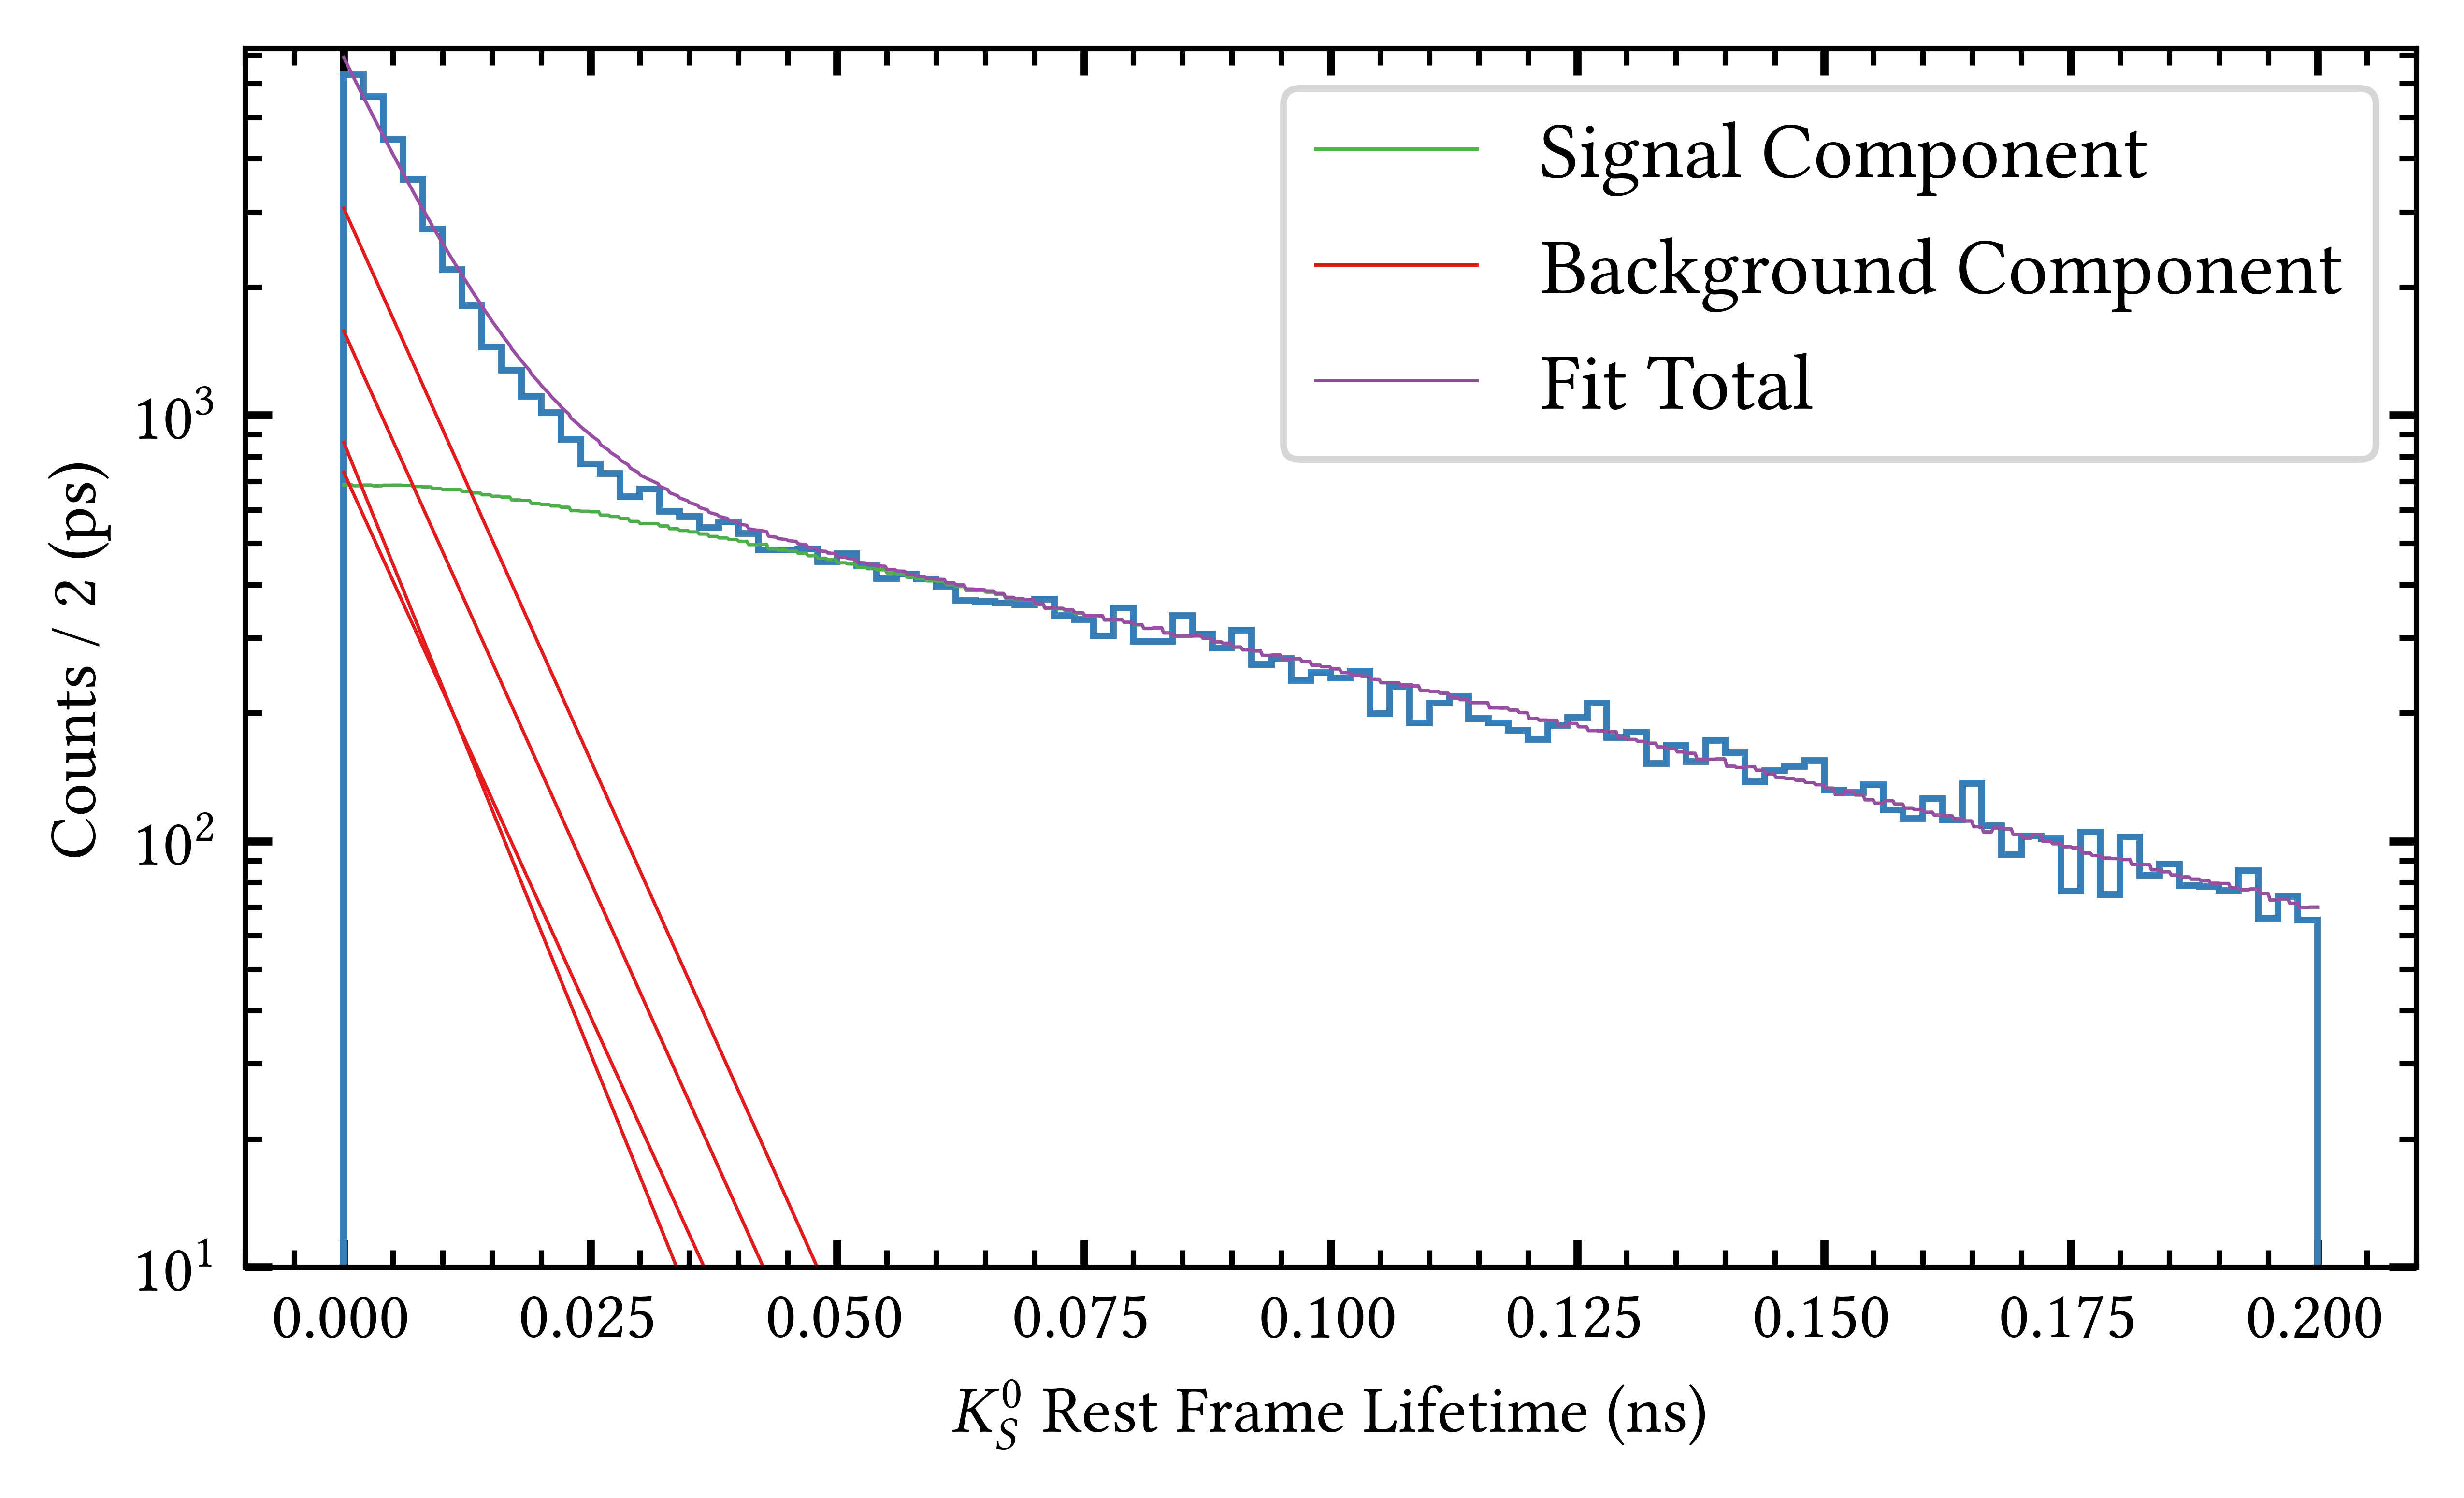 Signal Component
Background Component
Fit Total
Counts / 2 (ps)
10³
10²
10¹
0.000 0.025 0.050 0.075 0.100 0.125 0.150 0.175 0.200
K⁰_S Rest Frame Lifetime (ns)